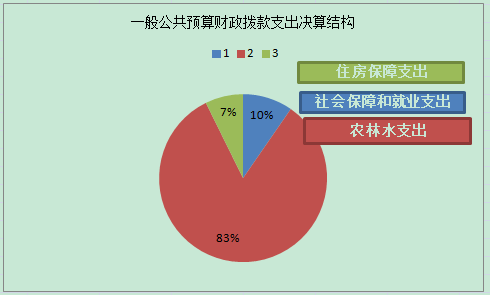 一般公共预算财政拨款支出决算结构
1 2 3
住房保障支出
社会保障和就业支出
农林水支出
7%
10%
83%